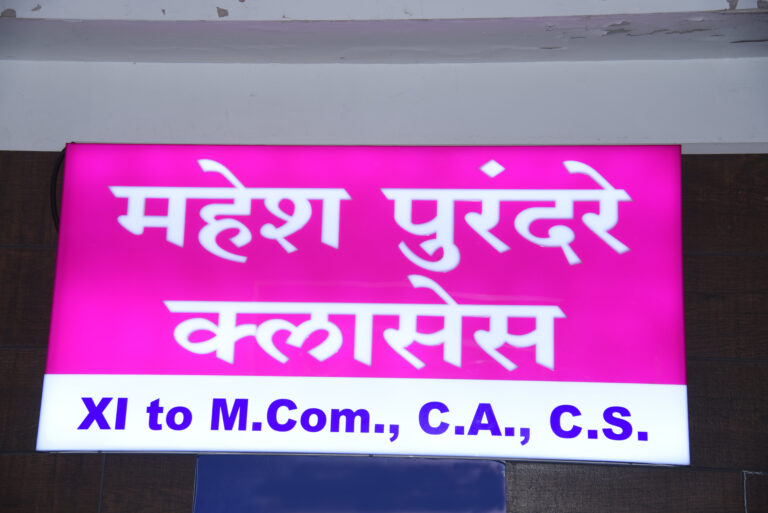 महेश पुरंदरे
क्लासेस
XI to M.Com., C.A., C.S.